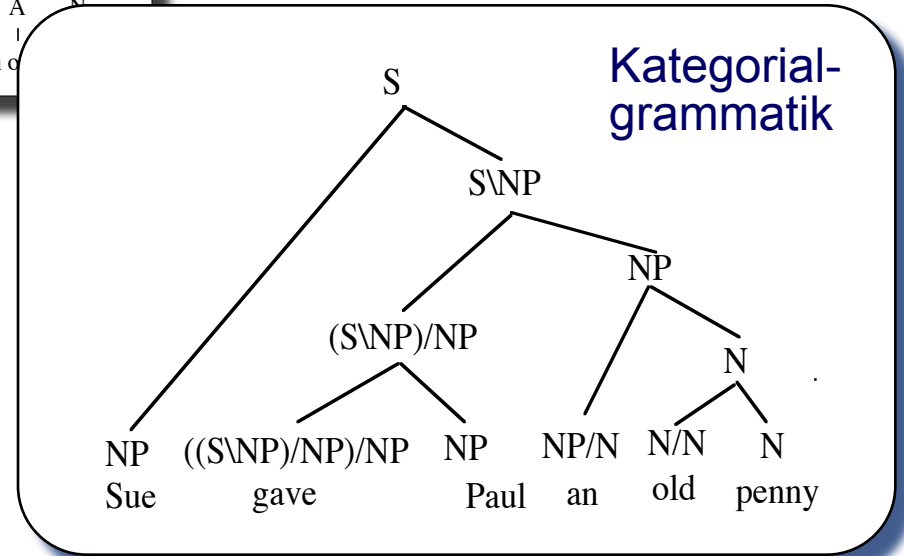 A N
Kategorial-
grammatik
S
S\NP
NP
(S\NP)/NP
N
NP ((S\NP)/NP)/NP NP NP/N N/N N
Sue gave Paul an old penny